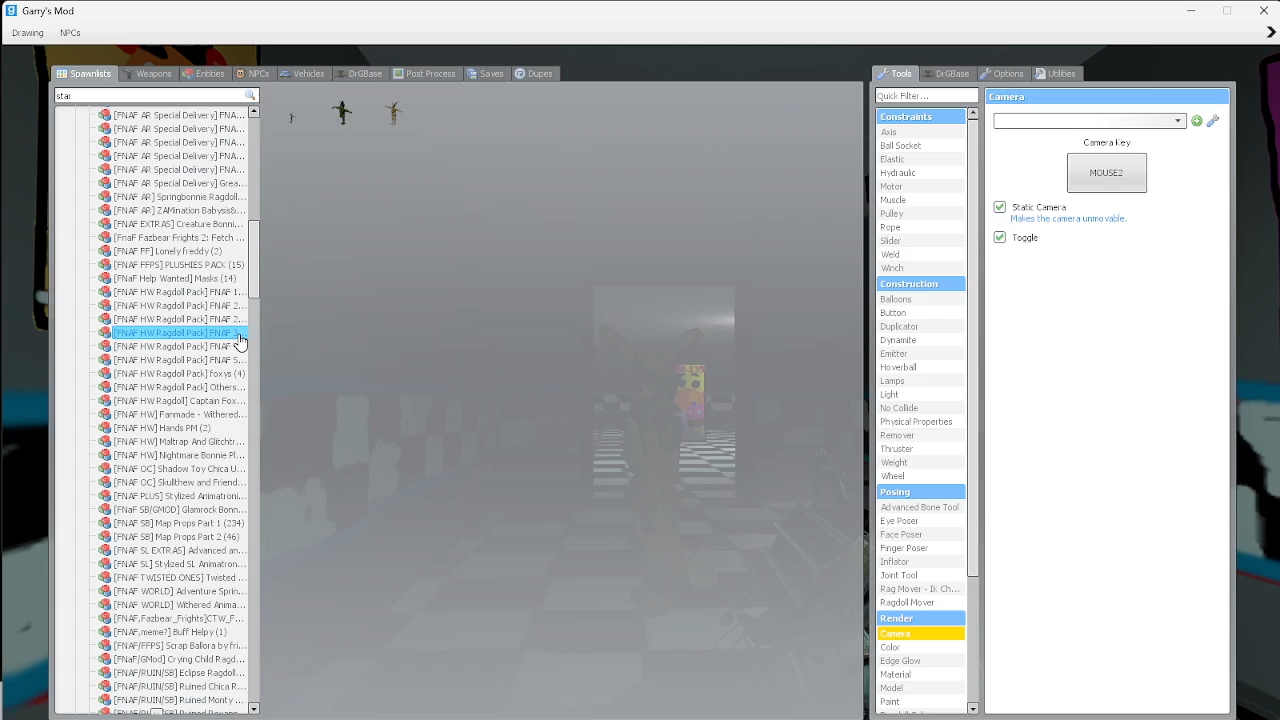 Garry's Mod
Drawing NPCs
Spawnlists Weapons Entities NPCs Vehicles DrGBase Post Process Saves Dupes
star
[FNAF AR Special Delivery] FNA...
[FNAF AR Special Delivery] FNA...
[FNAF AR Special Delivery] FNA...
[FNAF AR Special Delivery] FNA...
[FNAF AR Special Delivery] FNA...
[FNAF AR Special Delivery] Grea...
[FNAF AR] Springbonnie Ragdoll...
[FNAF AR] ZAMination Babysis&...
[FNAF EXTRAS] Creature Bonni...
[FnaF Fazbear Frights 2: Fetch ...
[FNAF FF] Lonely freddy (2)
[FNAF FFPS] PLUSHIES PACK (15)
[FNaF Help Wanted] Masks (14)
[FNAF HW Ragdoll Pack] FNAF 1...
[FNAF HW Ragdoll Pack] FNAF 2...
[FNAF HW Ragdoll Pack] FNAF 2...
[FNAF HW Ragdoll Pack] FNAF 3...
[FNAF HW Ragdoll Pack] FNAF
[FNAF HW Ragdoll Pack] FNAF 5...
[FNAF HW Ragdoll Pack] foxys (4)
[FNAF HW Ragdoll Pack] Others...
[FNAF HW Ragdoll] Captain Fox...
[FNAF HW] Fanmade - Withered...
[FNAF HW] Hands PM (2)
[FNAF HW] Maltrap And Glitchtr...
[FNAF HW] Nightmare Bonnie Pl...
[FNAF OC] Shadow Toy Chica U...
[FNAF OC] Skullthew and Friend...
[FNAF PLUS] Stylized Animatroni...
[FNaF SB/GMOD] Glamrock Bonn...
[FNAF SB] Map Props Part 1 (234)
[FNAF SB] Map Props Part 2 (46)
[FNAF SL EXTRAS] Advanced an...
[FNAF SL] Stylized SL Animatron...
[FNAF TWISTED ONES] Twisted ...
[FNAF WORLD] Adventure Sprin...
[FNAF WORLD] Withered Anima...
[FNAF,Fazbear_Frights]CTW_F...
[FNAF,meme?] Buff Helpy (1)
[FNAF/FFPS] Scrap Ballora by fri...
[FNaF/GMod] Crying Child Ragd...
[FNAF/RUIN/SB] Eclipse Ragdoll...
[FNAF/RUIN/SB] Ruined Chica R...
[FNAF/RUIN/SB] Ruined Monty ...
Tools DrGBase Options Utilities
Quick Filter...
Constraints
Axis
Ball Socket
Elastic
Hydraulic
Motor
Muscle
Pulley
Rope
Slider
Weld
Winch
Construction
Balloons
Button
Duplicator
Dynamite
Emitter
Hoverball
Lamps
Light
No Collide
Physical Properties
Remover
Thruster
Weight
Wheel
Posing
Advanced Bone Tool
Eye Poser
Face Poser
Finger Poser
Inflator
Joint Tool
Rag Mover - IK Ch...
Ragdoll Mover
Render
Camera
Color
Edge Glow
Material
Model
Paint
Camera
Camera Key
MOUSE2
Static Camera
Makes the camera unmovable.
Toggle